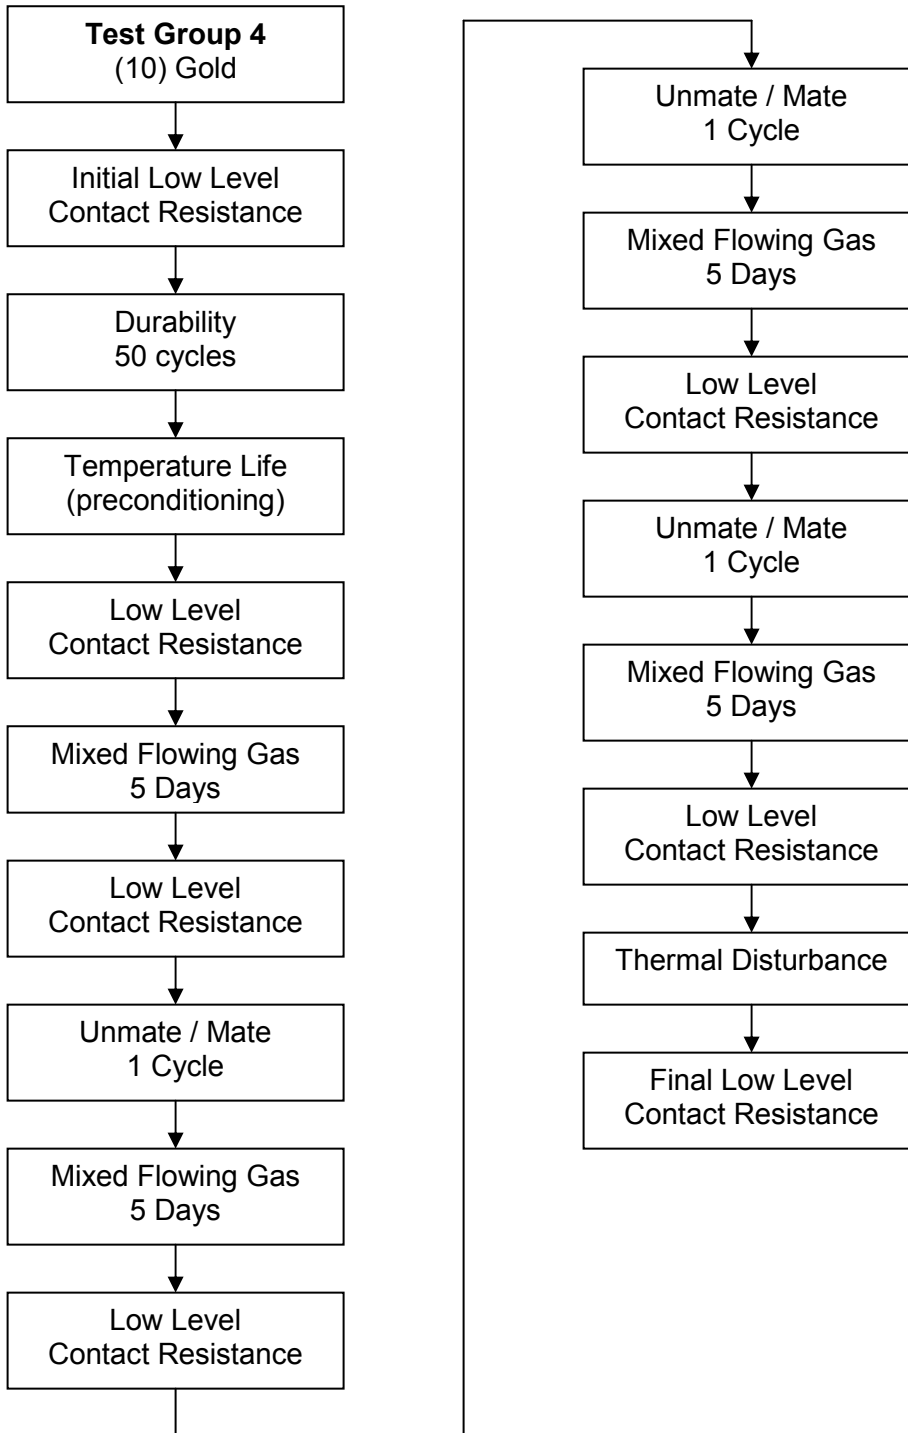 Test Group 4
(10) Gold
Initial Low Level
Contact Resistance
Durability
50 cycles
Temperature Life
(preconditioning)
Low Level
Contact Resistance
Mixed Flowing Gas
5 Days
Low Level
Contact Resistance
Unmate / Mate
1 Cycle
Mixed Flowing Gas
5 Days
Low Level
Contact Resistance
Unmate / Mate
1 Cycle
Mixed Flowing Gas
5 Days
Low Level
Contact Resistance
Unmate / Mate
1 Cycle
Mixed Flowing Gas
5 Days
Low Level
Contact Resistance
Thermal Disturbance
Final Low Level
Contact Resistance